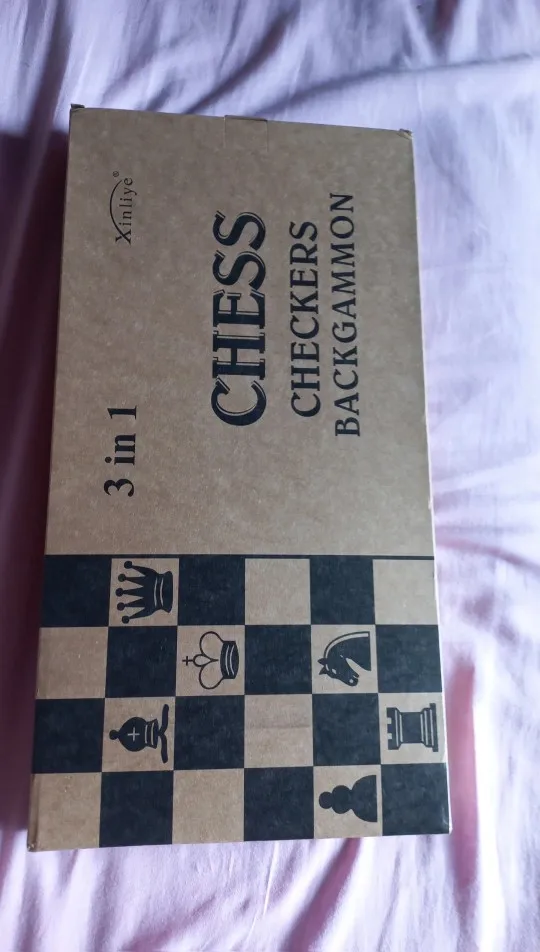 Xinliye®
3 in 1
CHESS
CHECKERS
BACKGAMMON